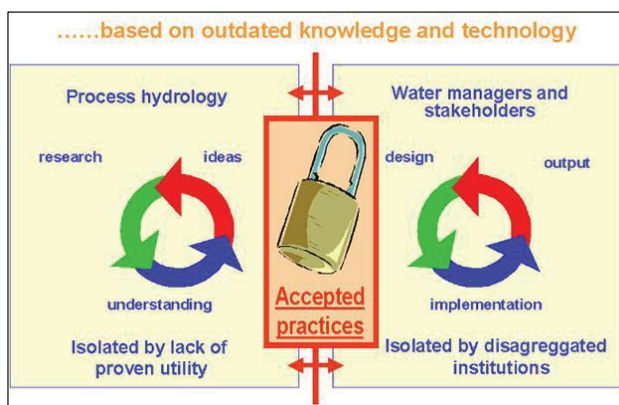 ......based on outdated knowledge and technology
Process hydrology
research
ideas
understanding
Isolated by lack of
proven utility
Accepted
practices
Water managers and
stakeholders
design
output
implementation
Isolated by disaggregated
institutions